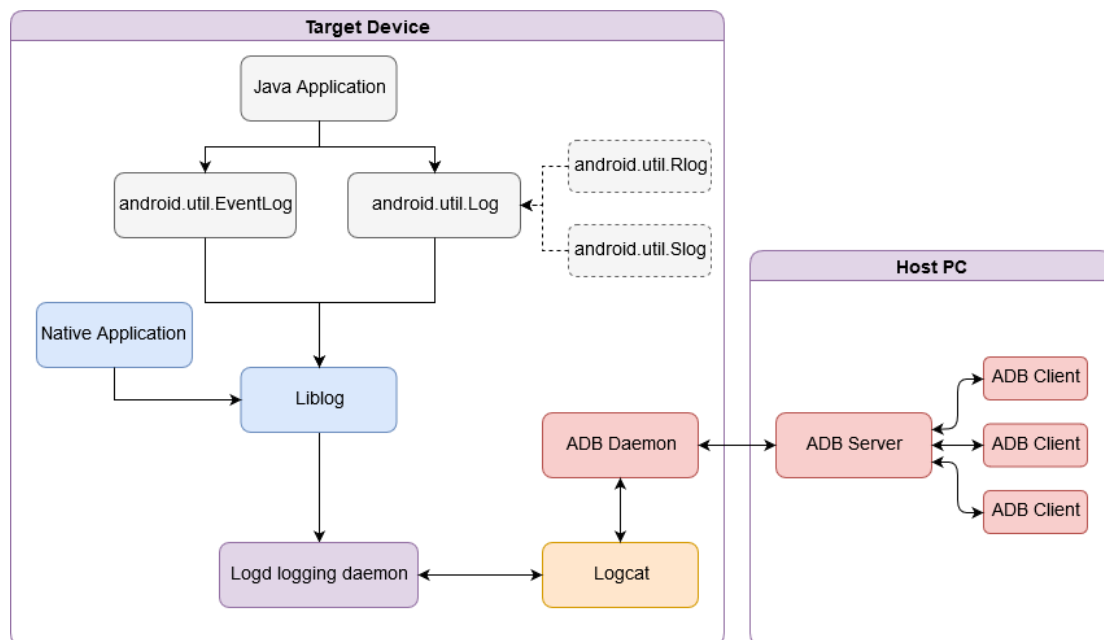 Target Device
Java Application
android.util.Rlog
android.util.EventLog
android.util.Log
android.util.Slog
Host PC
Native Application
ADB Client
Liblog
ADB Daemon
ADB Server
ADB Client
ADB Client
Logd logging daemon
Logcat